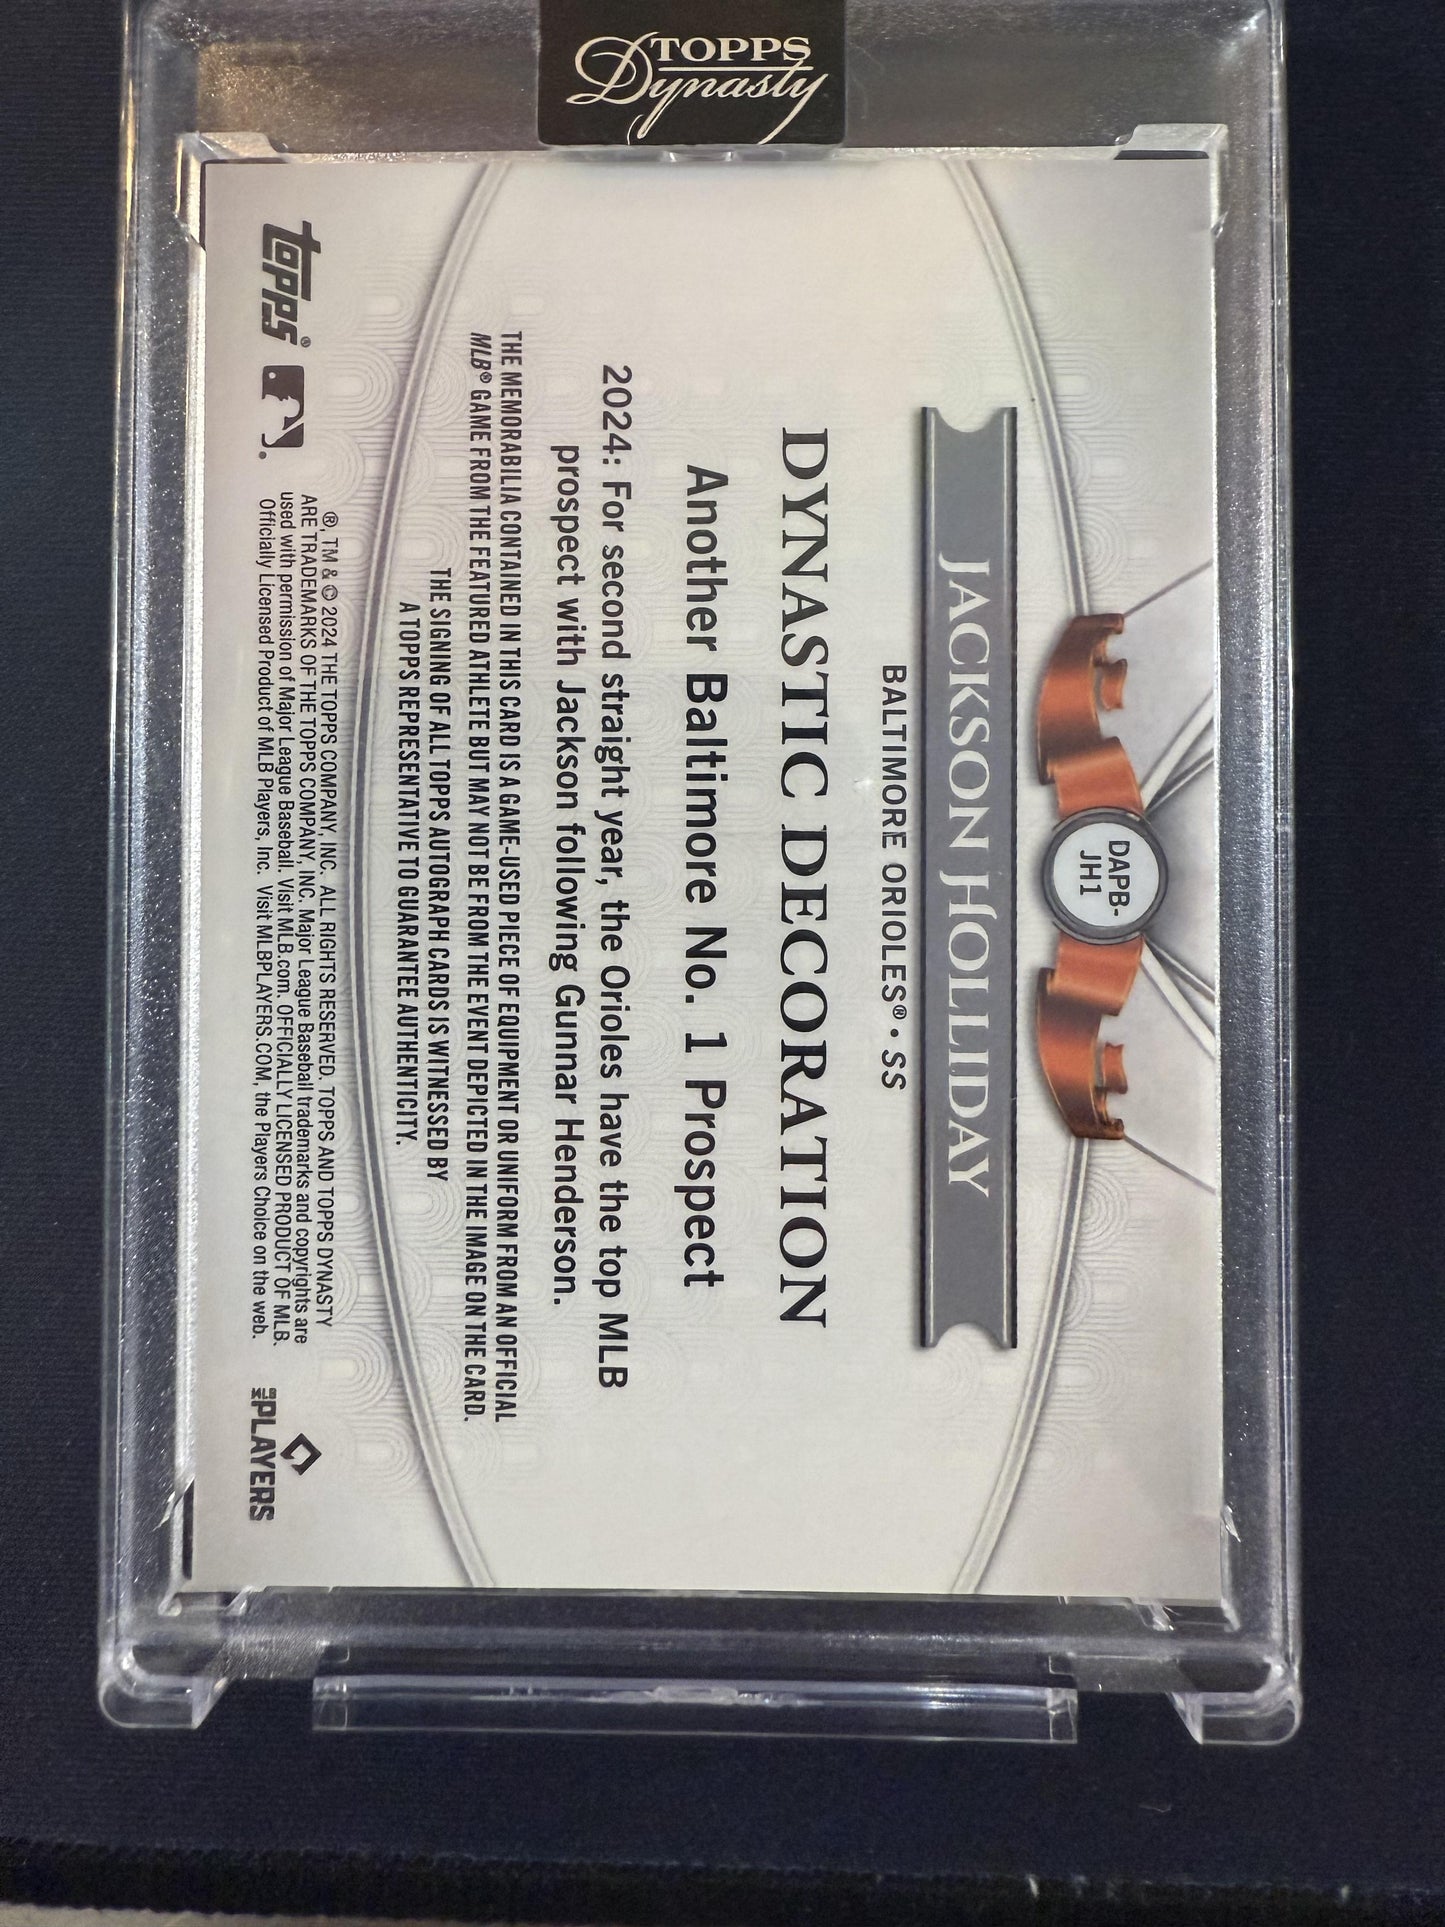 TOPPS
Dynasty
DAPB-
JH1
JACKSON HOLLIDAY
BALTIMORE ORIOLES® • SS
DYNASTIC DECORATION
Another Baltimore No. 1 Prospect
2024: For second straight year, the Orioles have the top MLB
prospect with Jackson following Gunnar Henderson.
THE MEMORABILIA CONTAINED IN THIS CARD IS A GAME-USED PIECE OF EQUIPMENT OR UNIFORM FROM AN OFFICIAL
MLB® GAME FROM THE FEATURED ATHLETE BUT MAY NOT BE FROM THE EVENT DEPICTED IN THE IMAGE ON THE CARD.
THE SIGNING OF ALL TOPPS AUTOGRAPH CARDS IS WITNESSED BY
A TOPPS REPRESENTATIVE TO GUARANTEE AUTHENTICITY.
topps®
®, TM & © 2024 THE TOPPS COMPANY, INC. ALL RIGHTS RESERVED. TOPPS AND TOPPS DYNASTY
ARE TRADEMARKS OF THE TOPPS COMPANY, INC. Major League Baseball trademarks and copyrights are
used with permission of Major League Baseball. Visit MLB.com. OFFICIALLY LICENSED PRODUCT OF MLB.
Officially Licensed Product of MLB Players, Inc. Visit MLBPLAYERS.COM, the Players Choice on the web.
MLB PLAYERS